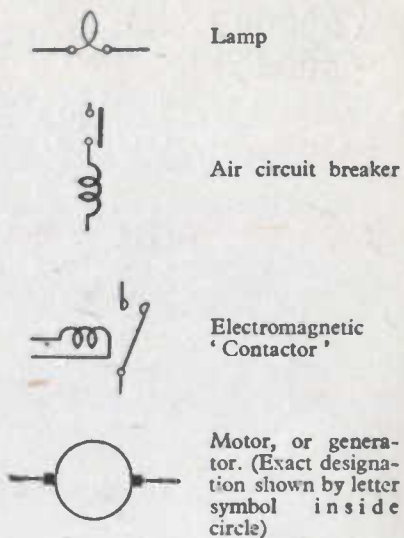 Lamp
Air circuit breaker
Electromagnetic
‘Contactor’
Motor, or genera-
tor. (Exact designa-
tion shown by letter
symbol inside
circle)